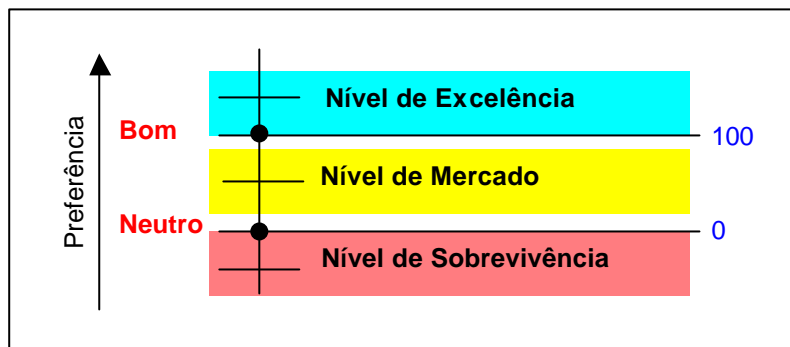 Preferência
Nível de Excelência
Bom
100
Nível de Mercado
Neutro
0
Nível de Sobrevivência